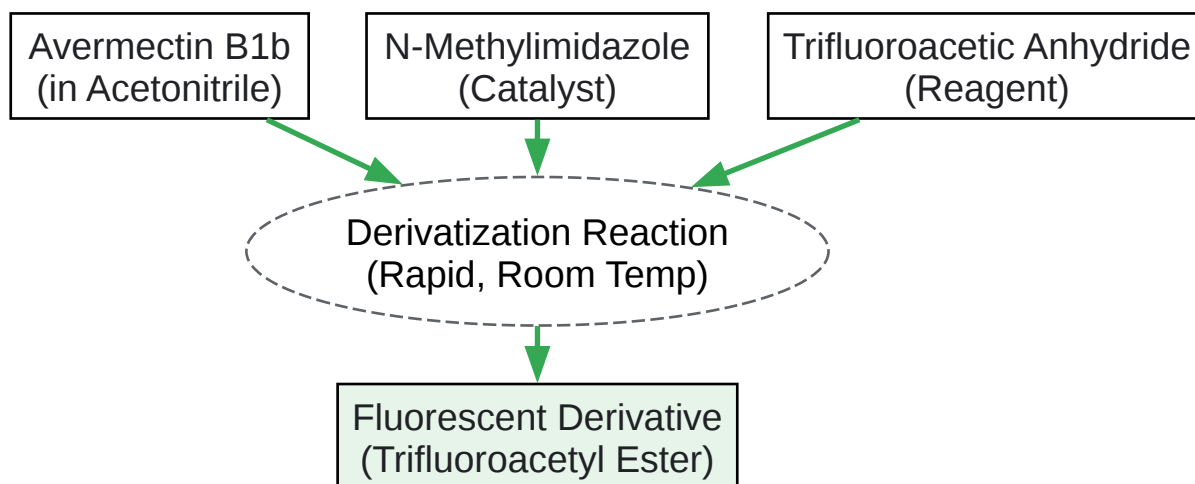 Avermectin B1b
(in Acetonitrile)
N-Methylimidazole
(Catalyst)
Trifluoroacetic Anhydride
(Reagent)
Derivatization Reaction
(Rapid, Room Temp)
Fluorescent Derivative
(Trifluoroacetyl Ester)